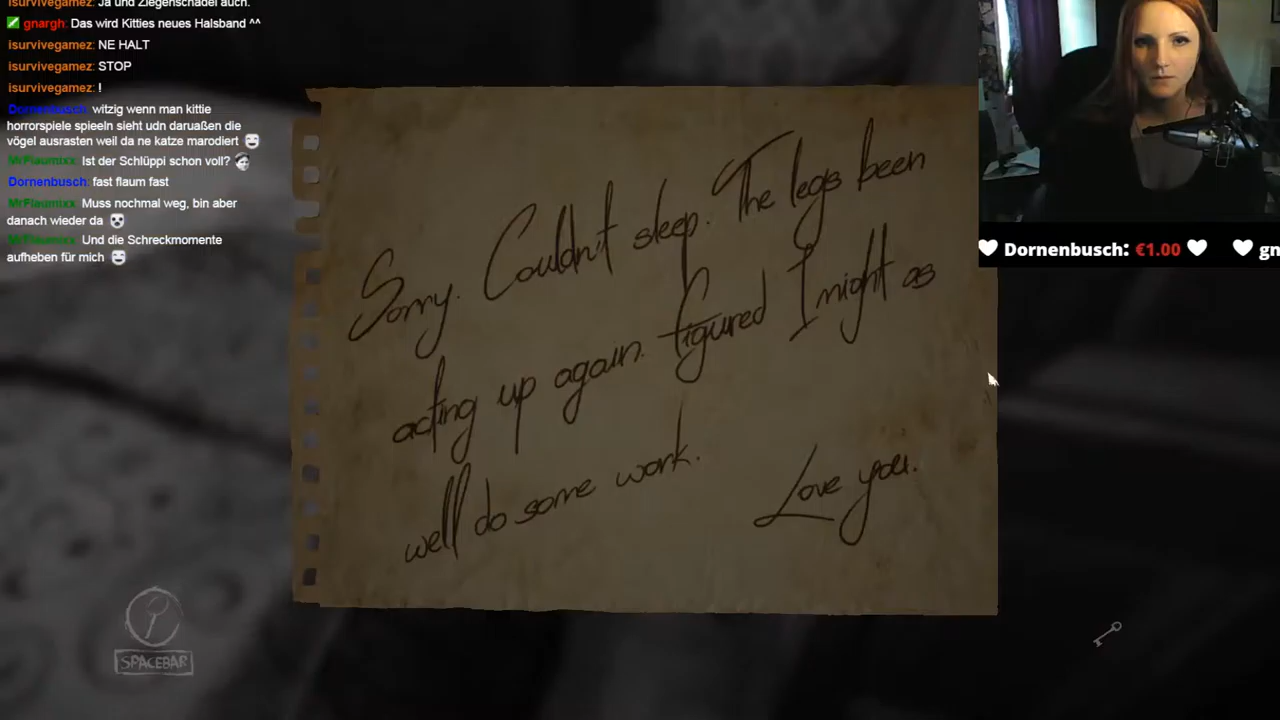 isurvivegamez: Ja und Ziegenschädel auch.
gnargh: Das wird Kitties neues Halsband ^^
isurvivegamez: NE HALT
isurvivegamez: STOP
isurvivegamez: !
Dornenbusch: witzig wenn man kittie
horrorspiele spieeln sieht udn daruaßen die
vögel ausrasten weil da ne katze marodiert
MrFlaumixx: Ist der Schlüppi schon voll?
Dornenbusch: fast flaum fast
MrFlaumixx: Muss nochmal weg, bin aber
danach wieder da
MrFlaumixx: Und die Schreckmomente
aufheben für mich
Dornenbusch: €1.00 gn
Sorry. Couldn't sleep. The legs been
acting up again. figured I might as
well do some work.
Love you.
SPACEBAR